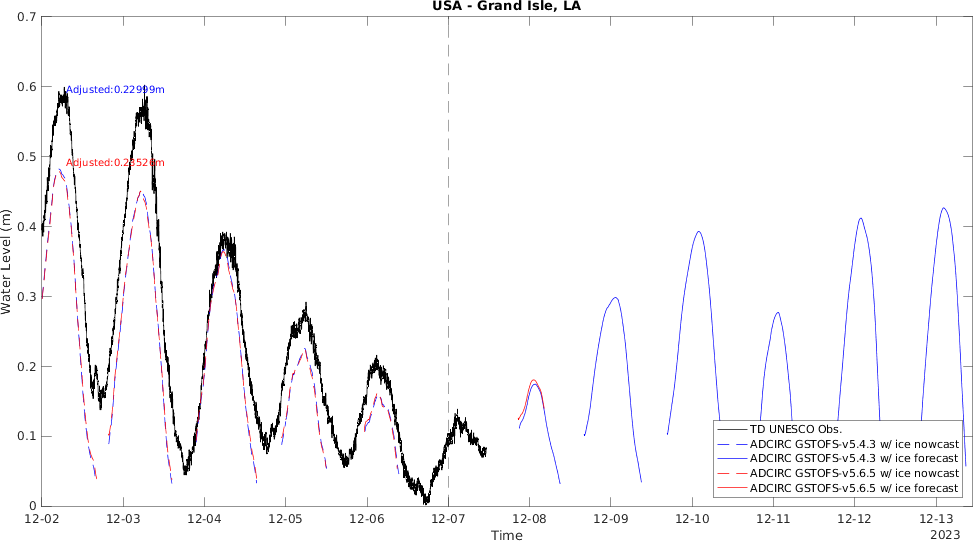 USA - Grand Isle, LA
Water Level (m)
0.7
0.6
0.5
0.4
0.3
0.2
0.1
0
Adjusted:0.22999m
Adjusted:0.23526m
TD UNESCO Obs.
ADCIRC GSTOFS-v5.4.3 w/ ice nowcast
ADCIRC GSTOFS-v5.4.3 w/ ice forecast
ADCIRC GSTOFS-v5.6.5 w/ ice nowcast
ADCIRC GSTOFS-v5.6.5 w/ ice forecast
12-02 12-03 12-04 12-05 12-06 12-07 12-08 12-09 12-10 12-11 12-12 12-13
Time
2023